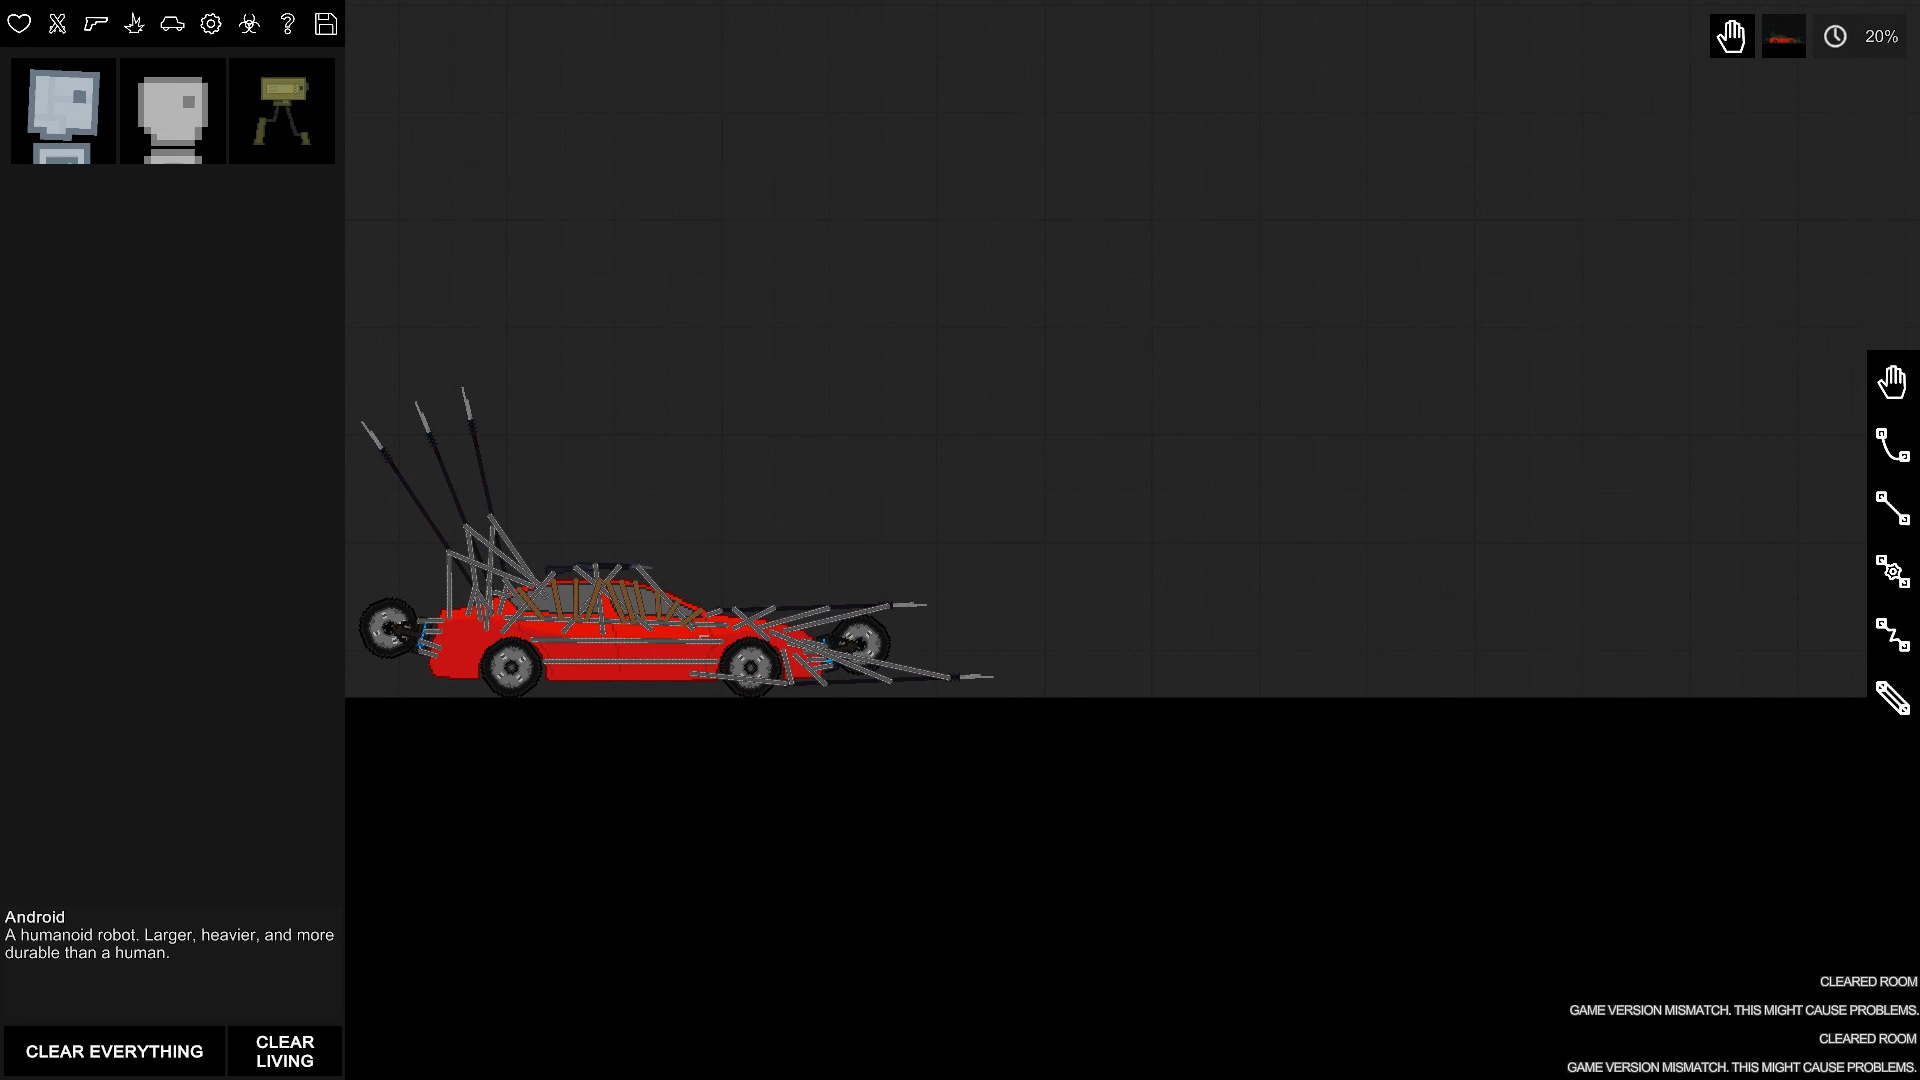 20%
Android
A humanoid robot. Larger, heavier, and more
durable than a human.
CLEAR EVERYTHING
CLEAR
LIVING
CLEARED ROOM
GAME VERSION MISMATCH. THIS MIGHT CAUSE PROBLEMS.
CLEARED ROOM
GAME VERSION MISMATCH. THIS MIGHT CAUSE PROBLEMS.